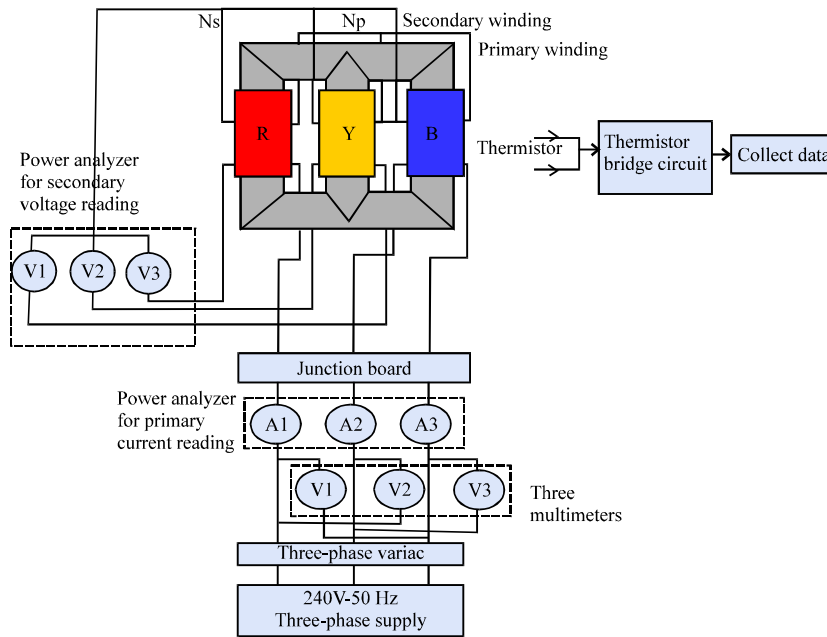 Ns
Np
Secondary winding
Primary winding
R
Y
B
Thermistor
Thermistor
bridge circuit
Collect data
Power analyzer
for secondary
voltage reading
V1
V2
V3
Junction board
Power analyzer
for primary
current reading
A1
A2
A3
V1
V2
V3
Three
multimeters
Three-phase variac
240V-50 Hz
Three-phase supply